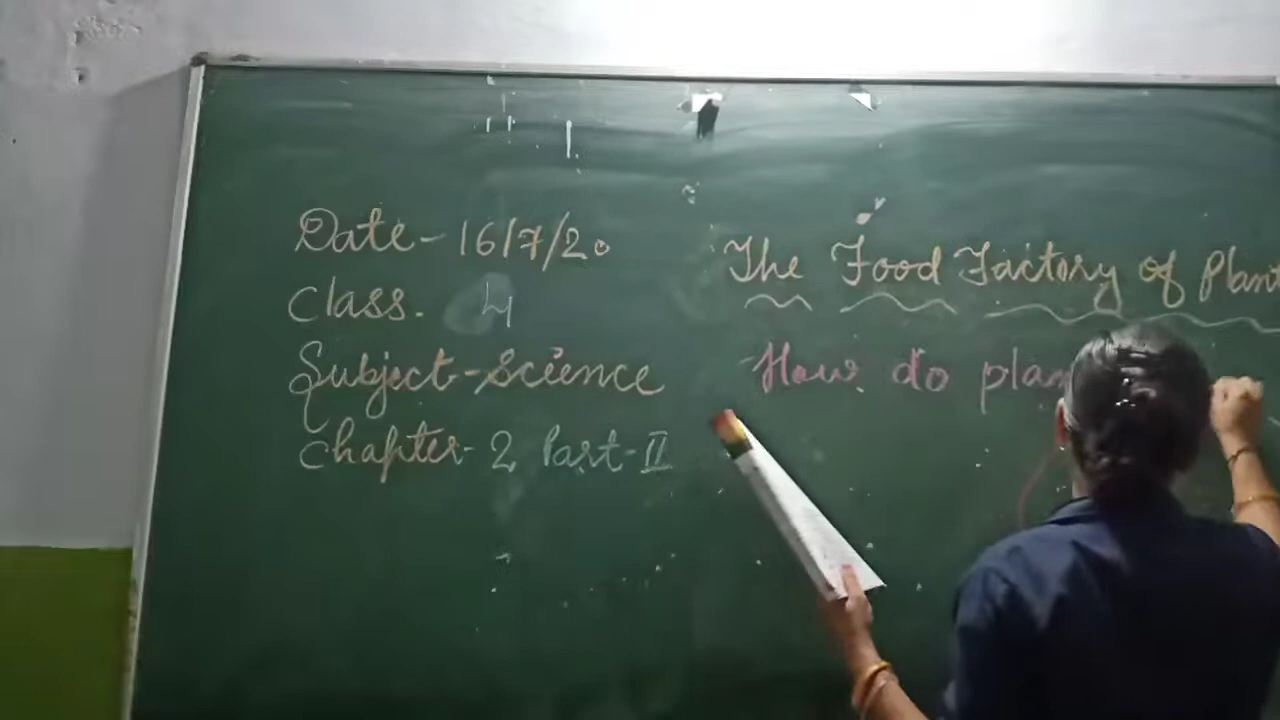 Date - 16/7/20
Class. 4
Subject - Science
Chapter - 2 Part - II
The Food Factory of Plant
How do plan